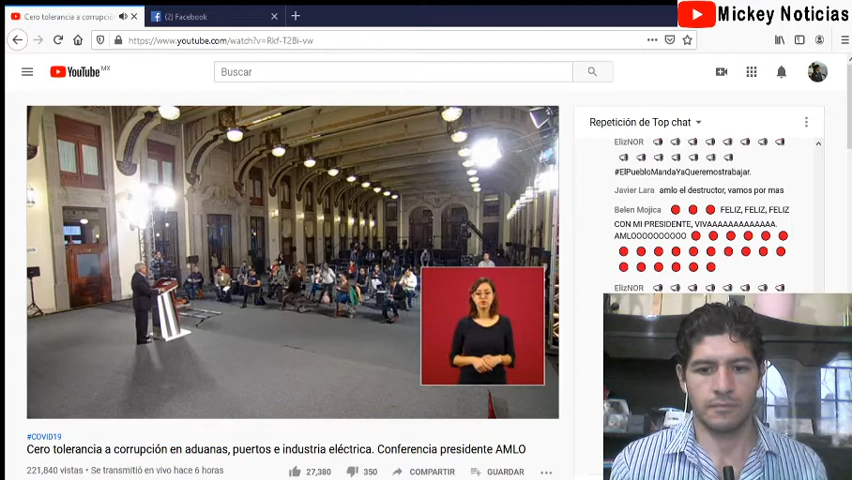 Cero tolerancia a corrupció
(2) Facebook
Mickey Noticias
https://www.youtube.com/watch?v=Rkf-T2Bi-vw
YouTube MX
Buscar
Repetición de Top chat
ElizNOR
#ElPuebloMandaYaQueremostrabajar.
Javier Lara amlo el destructor, vamos por mas
Belen Mojica FELIZ, FELIZ, FELIZ
CON MI PRESIDENTE, VIVAAAAAAAAAAAAA.
AMLOOOOOOOOOO
ElizNOR
#COVID19
Cero tolerancia a corrupción en aduanas, puertos e industria eléctrica. Conferencia presidente AMLO
221,840 vistas • Se transmitió en vivo hace 6 horas
27,380 350 COMPARTIR GUARDAR